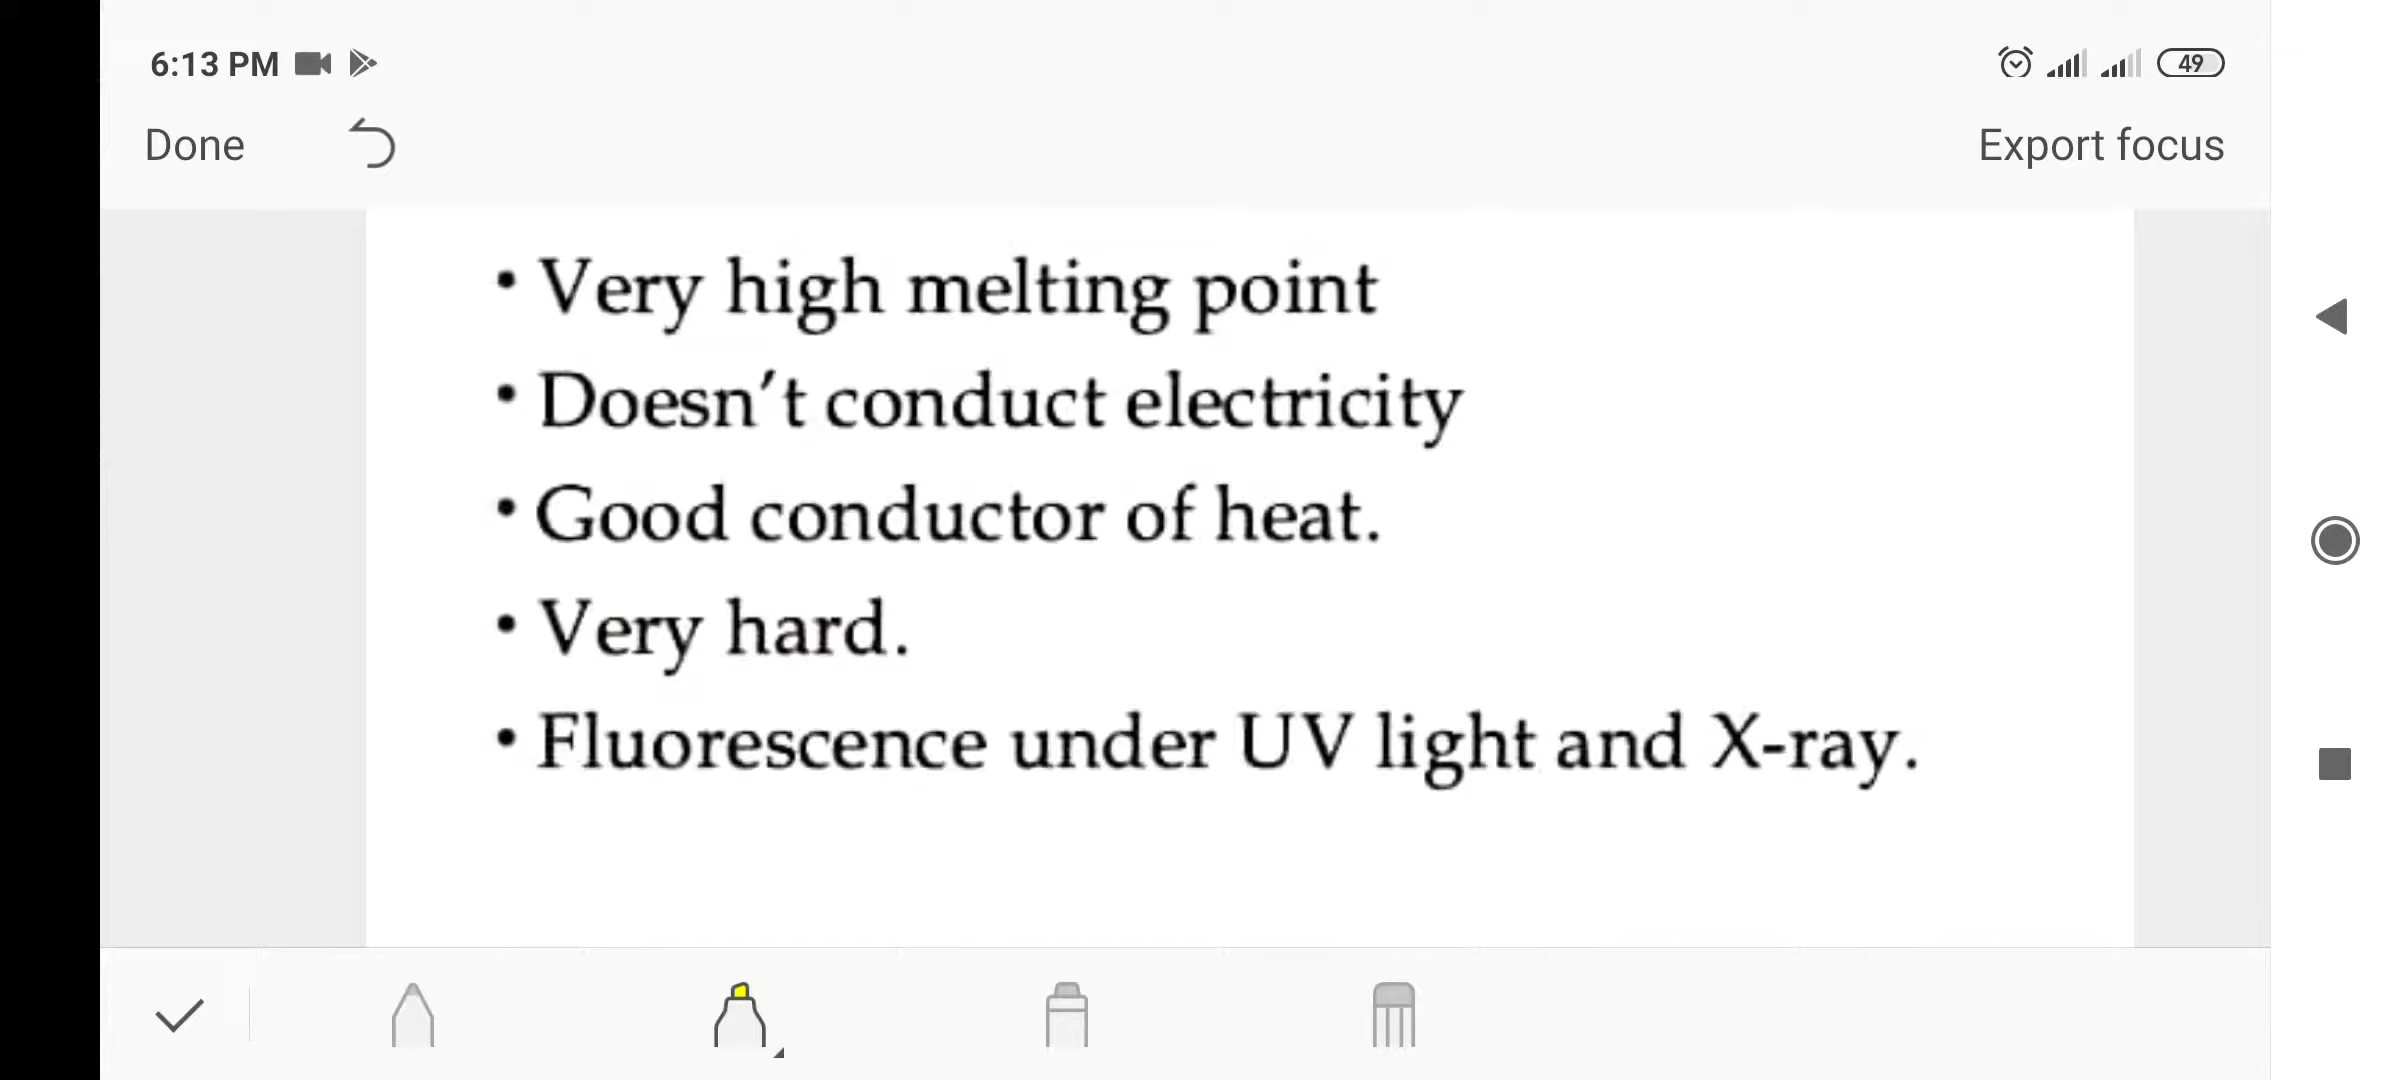 6:13 PM 49
Done Export focus
• Very high melting point
• Doesn't conduct electricity
• Good conductor of heat.
• Very hard.
• Fluorescence under UV light and X-ray.